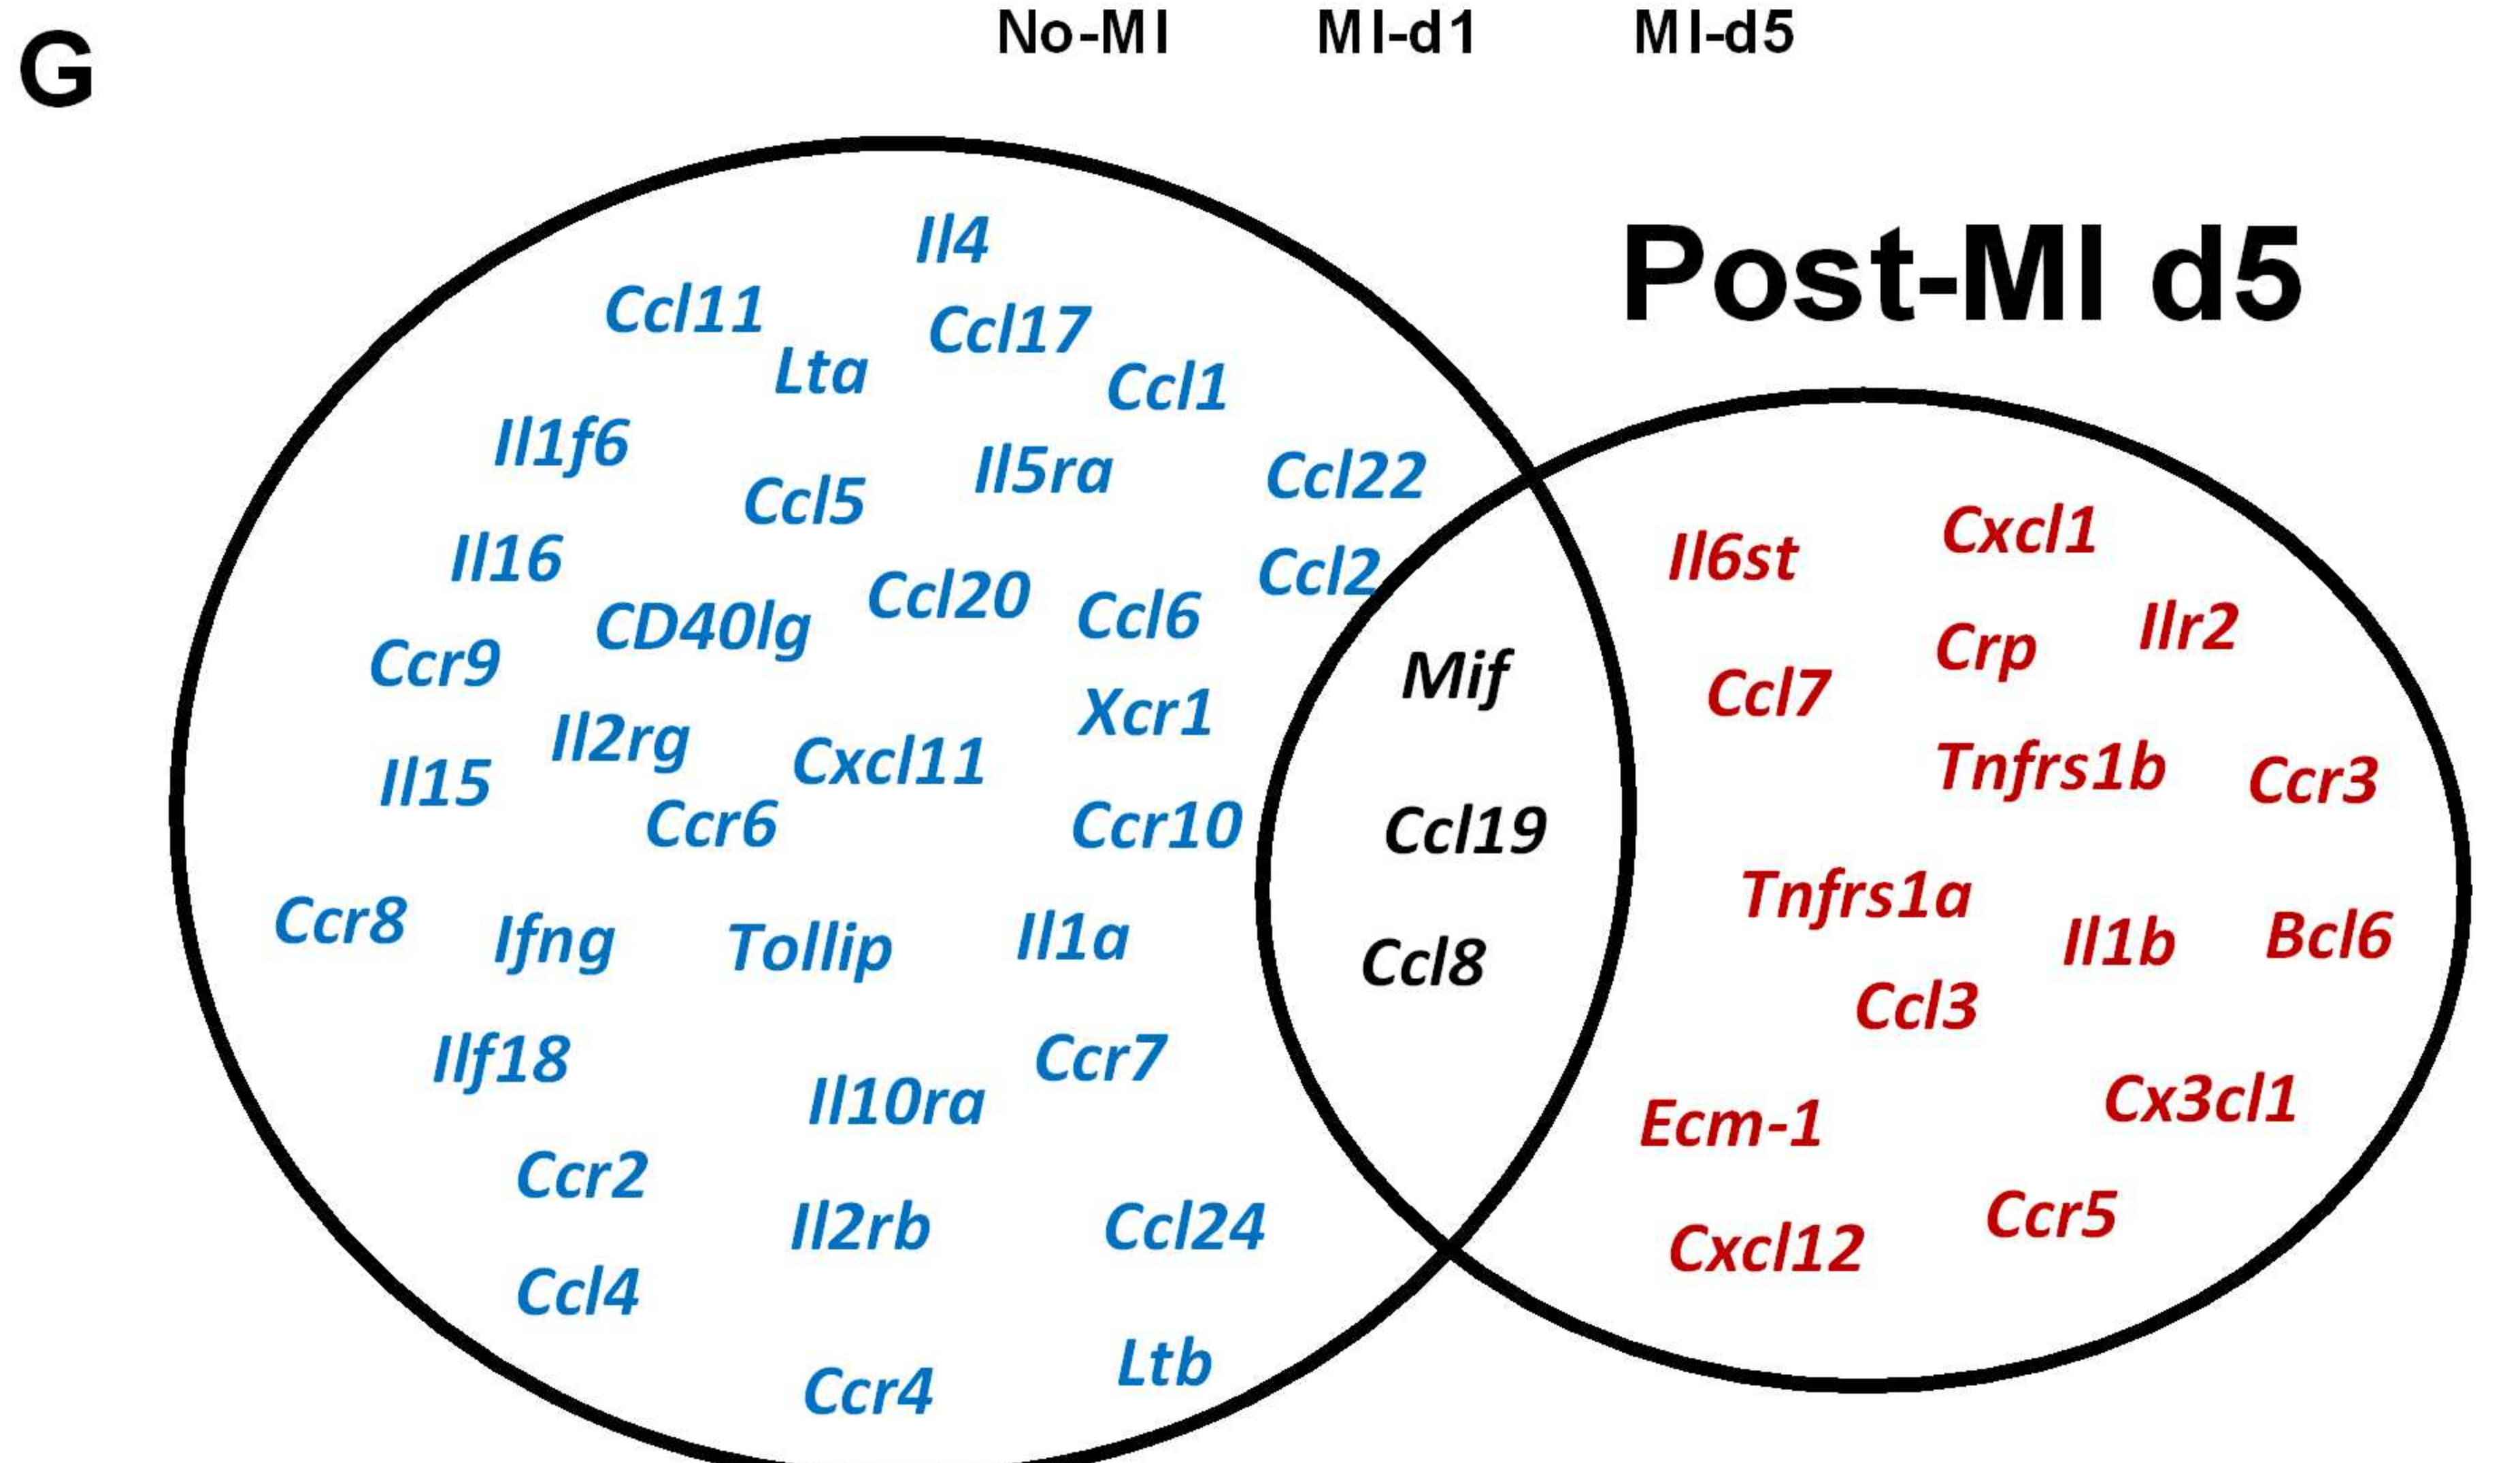 G
No-MI MI-d1 MI-d5
Post-MI d5
Il4
Ccl11
Ccl17
Lta
Ccl1
Il1f6
Il5ra
Ccl22
Ccl5
Il16
Ccl2
Ccl20
Ccl6
CD40lg
Ccr9
Xcr1
Il2rg
Cxcl11
Il15
Ccr6
Ccr10
Ccr8
Ifng
Tollip
Il1a
Ilf18
Ccr7
Il10ra
Ccr2
Il2rb
Ccl24
Ccl4
Ltb
Ccr4
Mif
Ccl19
Ccl8
Cxcl1
Il6st
Ilr2
Crp
Ccl7
Tnfrs1b
Ccr3
Tnfrs1a
Il1b
Bcl6
Ccl3
Cx3cl1
Ecm-1
Ccr5
Cxcl12